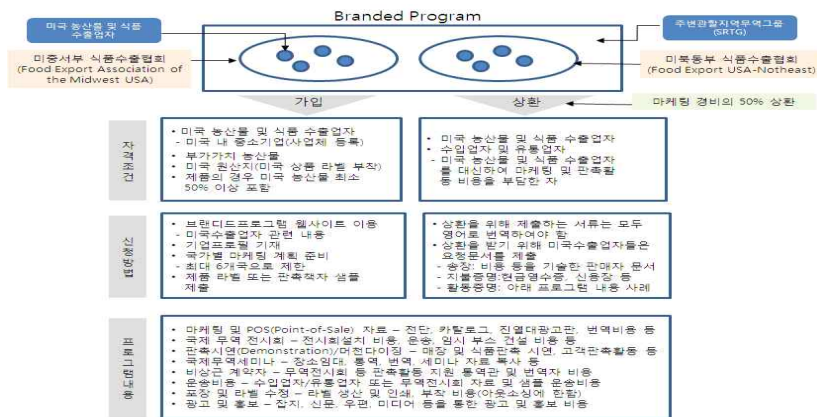 Branded Program
미국 농산물 및 식품
수출업자
주변관할지역무역그룹
(SRTG)
미중서부 식품수출협회
(Food Export Association of
the Midwest USA)
미북동부 식품수출협회
(Food Export USA-Notheast)
가입
상환
마케팅 경비의 50% 상환
자격조건
• 미국 농산물 및 식품 수출업자
- 미국 내 중소기업(사업체 등록)
• 부가가치 농산물
• 미국 원산지(미국 상품 라벨 부착)
• 제품의 경우 미국 농산물 최소
50% 이상 포함
• 미국 농산물 및 식품 수출업자
• 수입업자 및 유통업자
- 미국 농산물 및 식품 수출업자
를 대신하여 마케팅 및 판촉활
동 비용을 부담한 자
신청방법
• 브랜디드프로그램 웹사이트 이용
- 미국수출업자 관련 내용
• 기업프로필 기재
• 국가별 마케팅 계획 준비
- 최대 6개국으로 제한
• 제품 라벨 또는 판촉책자 샘플
제출
• 상환을 위해 제출하는 서류는 모두
영어로 번역하여야 함
• 상환을 받기 위해 미국수출업자들은
요청문서를 제출
- 송장: 비용 등을 기술한 판매자 문서
- 지불증명:현금영수증, 신용장 등
- 활동증명: 아래 프로그램 내용 사례
프로그램내용
• 마케팅 및 POS(Point-of-Sale) 자료 – 전단, 카탈로그, 진열대광고판, 번역비용 등
• 국제 무역 전시회 – 전시회설치 비용, 운송, 임시 부스 건설 비용 등
• 판촉시연(Demonstration)/머천다이징 – 매장 및 식품판촉 시연, 고객판촉활동 등
• 국제무역세미나 – 장소임대, 통역, 번역, 세미나 자료 복사 등
• 비상근 계약자 – 무역전시회 등 판촉활동 지원 통역관 및 번역자 비용
• 운송비용 – 수입업자/유통업자 또는 무역전시회 자료 및 샘플 운송비용
• 포장 및 라벨 수정 – 라벨 생산 및 인쇄, 부착 비용(아웃소싱에 한함)
• 광고 및 홍보 – 잡지, 신문, 우편, 미디어 등을 통한 광고 및 홍보 비용